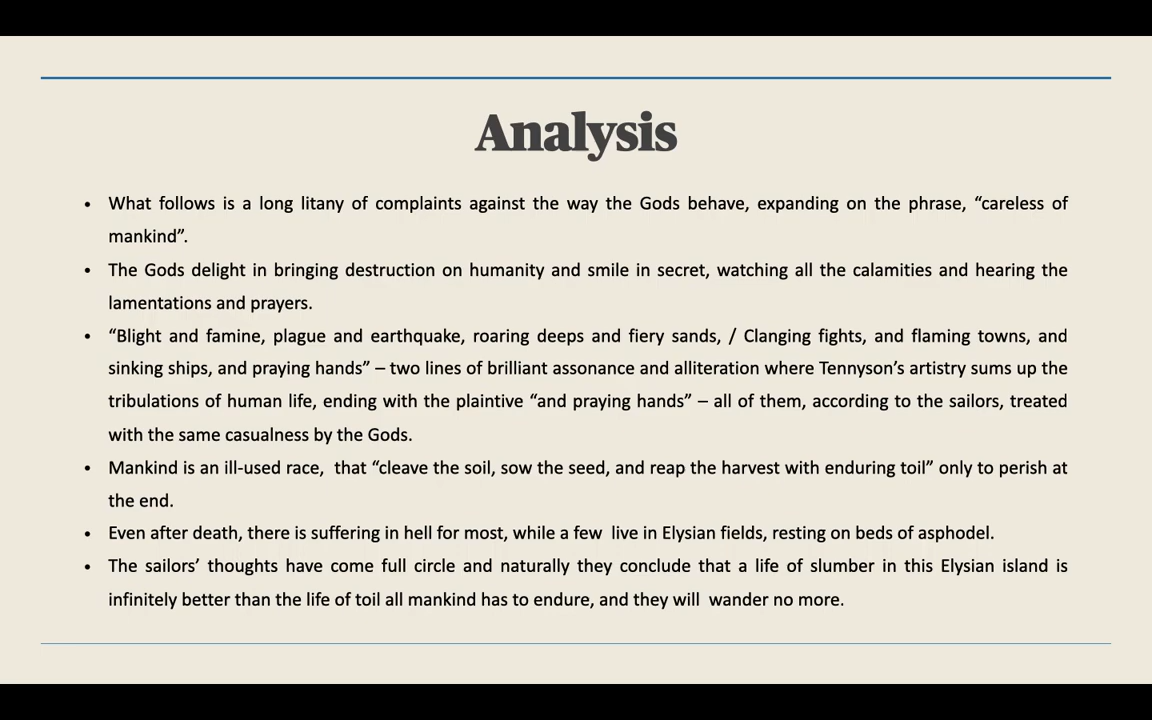 Analysis
• What follows is a long litany of complaints against the way the Gods behave, expanding on the phrase, “careless of
mankind”.
• The Gods delight in bringing destruction on humanity and smile in secret, watching all the calamities and hearing the
lamentations and prayers.
• “Blight and famine, plague and earthquake, roaring deeps and fiery sands, / Clanging fights, and flaming towns, and
sinking ships, and praying hands” – two lines of brilliant assonance and alliteration where Tennyson’s artistry sums up the
tribulations of human life, ending with the plaintive “and praying hands” – all of them, according to the sailors, treated
with the same casualness by the Gods.
• Mankind is an ill-used race,  that “cleave the soil, sow the seed, and reap the harvest with enduring toil” only to perish at
the end.
• Even after death, there is suffering in hell for most, while a few  live in Elysian fields, resting on beds of asphodel.
• The sailors’ thoughts have come full circle and naturally they conclude that a life of slumber in this Elysian island is
infinitely better than the life of toil all mankind has to endure, and they will  wander no more.